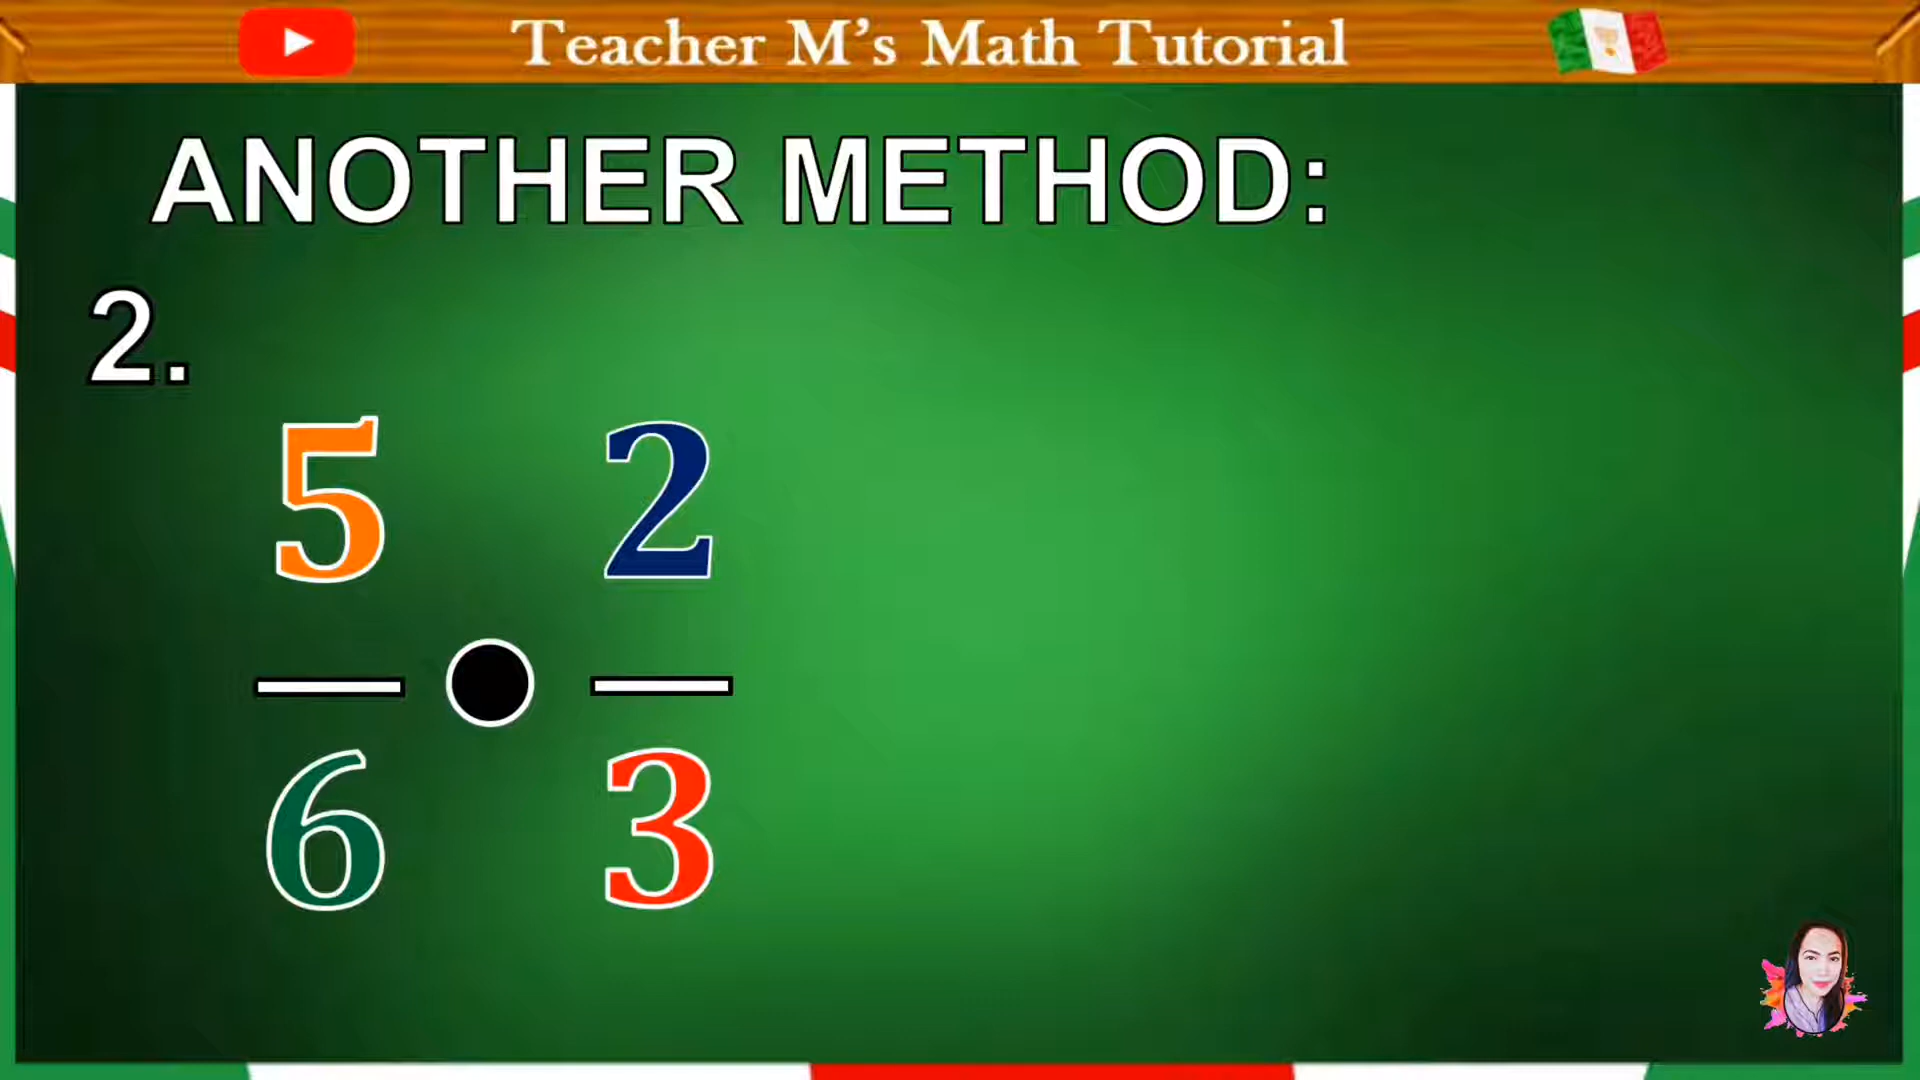 Teacher M's Math Tutorial
ANOTHER METHOD:
2.
5 2
— • —
6 3